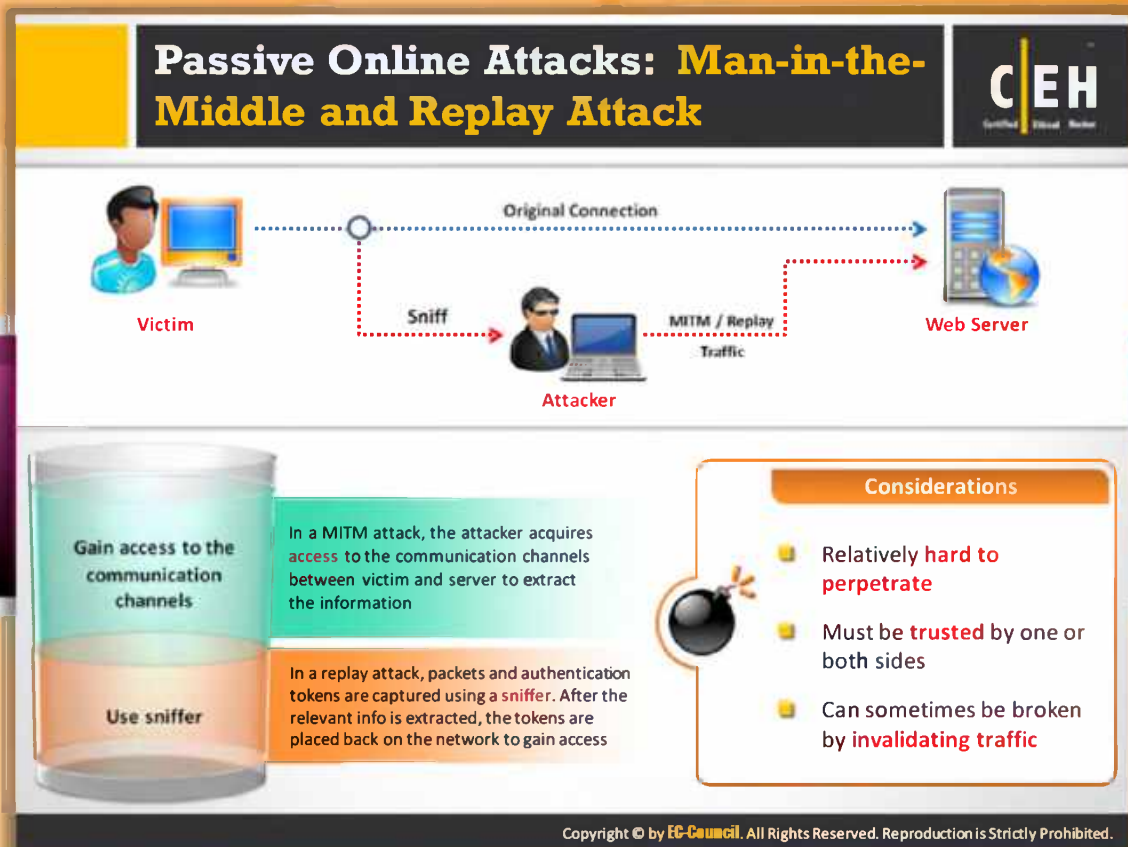 Passive Online Attacks: Man-in-the-
Middle and Replay Attack
C|EH
Certified Ethical Hacker
Original Connection
Victim
Sniff
MITM / Replay
Traffic
Web Server
Attacker
Gain access to the
communication
channels
In a MITM attack, the attacker acquires
access to the communication channels
between victim and server to extract
the information
Use sniffer
In a replay attack, packets and authentication
tokens are captured using a sniffer. After the
relevant info is extracted, the tokens are
placed back on the network to gain access
Considerations
Relatively hard to
perpetrate
Must be trusted by one or
both sides
Can sometimes be broken
by invalidating traffic
Copyright © by EC-Council. All Rights Reserved. Reproduction is Strictly Prohibited.